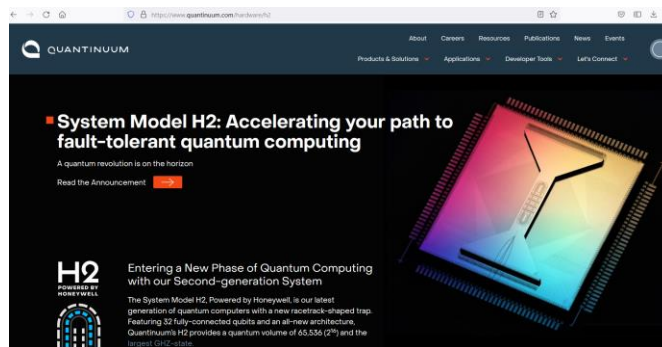 https://www.quantinuum.com/hardware/h2
QUANTINUUM
About Careers Resources Publications News Events
Products & Solutions Applications Developer Tools Let's Connect
System Model H2: Accelerating your path to
fault-tolerant quantum computing
A quantum revolution is on the horizon
Read the Announcement
H2
POWERED BY
HONEYWELL
Entering a New Phase of Quantum Computing
with our Second-generation System
The System Model H2, Powered by Honeywell, is our latest
generation of quantum computers with a new racetrack-shaped trap.
Featuring 32 fully-connected qubits and an all-new architecture,
Quantinuum's H2 provides a quantum volume of 65,536 (2¹⁶) and the
largest GHZ-state.